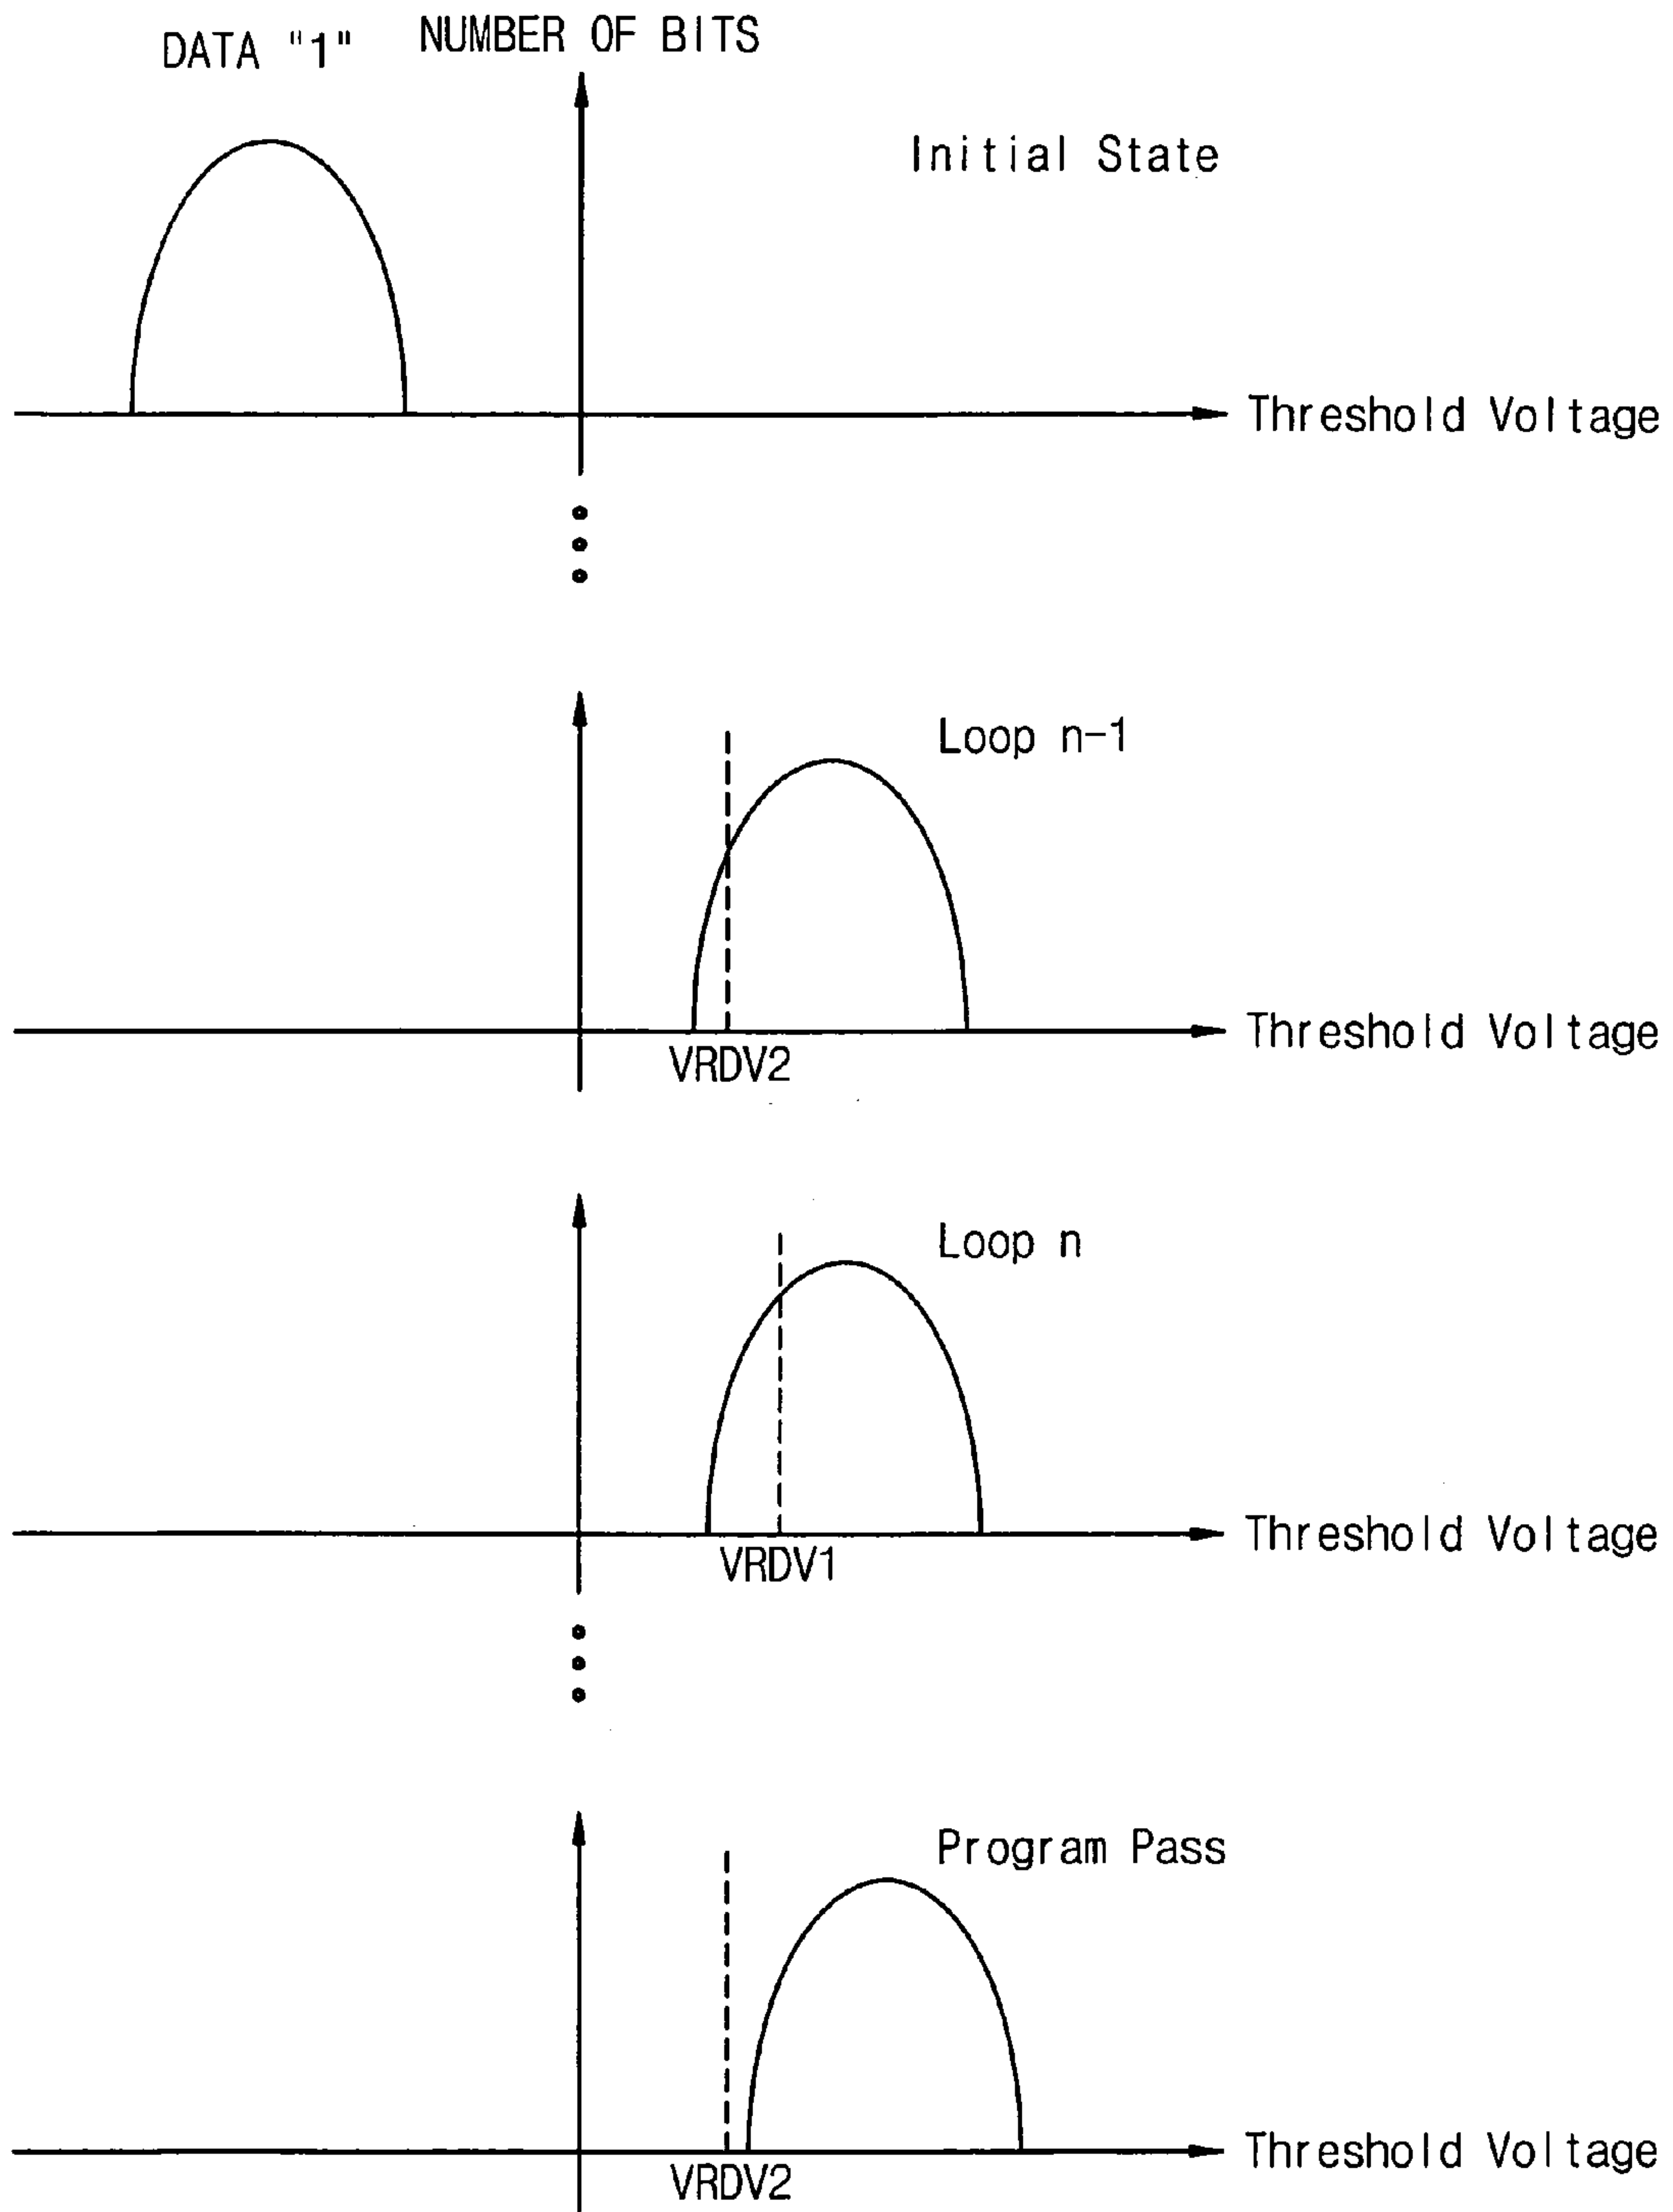 DATA "1"
NUMBER OF BITS
Initial State
Threshold Voltage
Loop n-1
Threshold Voltage
VRDV2
Loop n
Threshold Voltage
VRDV1
Program Pass
Threshold Voltage
VRDV2